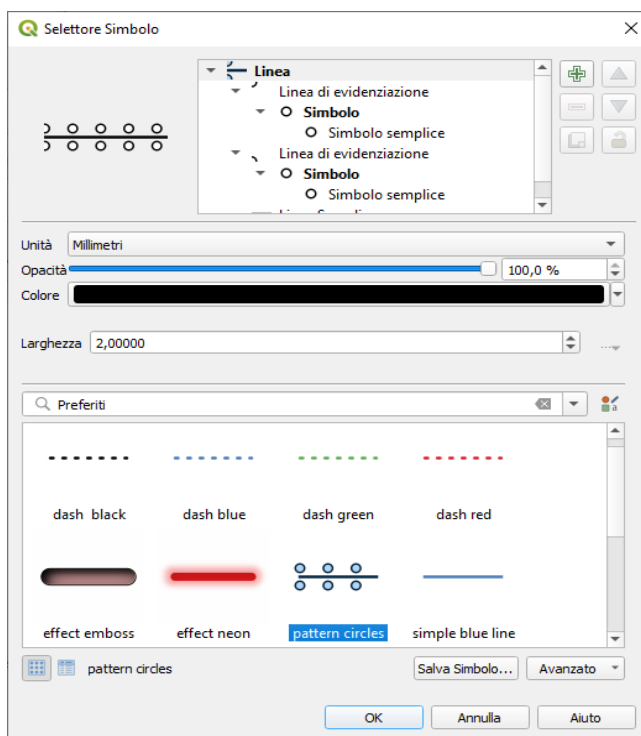 Selettore Simbolo
Linea
Linea di evidenziazione
Simbolo
Simbolo semplice
Linea di evidenziazione
Simbolo
Simbolo semplice
Unità Millimetri
Opacità 100,0 %
Colore
Larghezza 2,00000
Preferiti
dash black dash blue dash green dash red
effect emboss effect neon pattern circles simple blue line
pattern circles Salva Simbolo... Avanzato
OK Annulla Aiuto